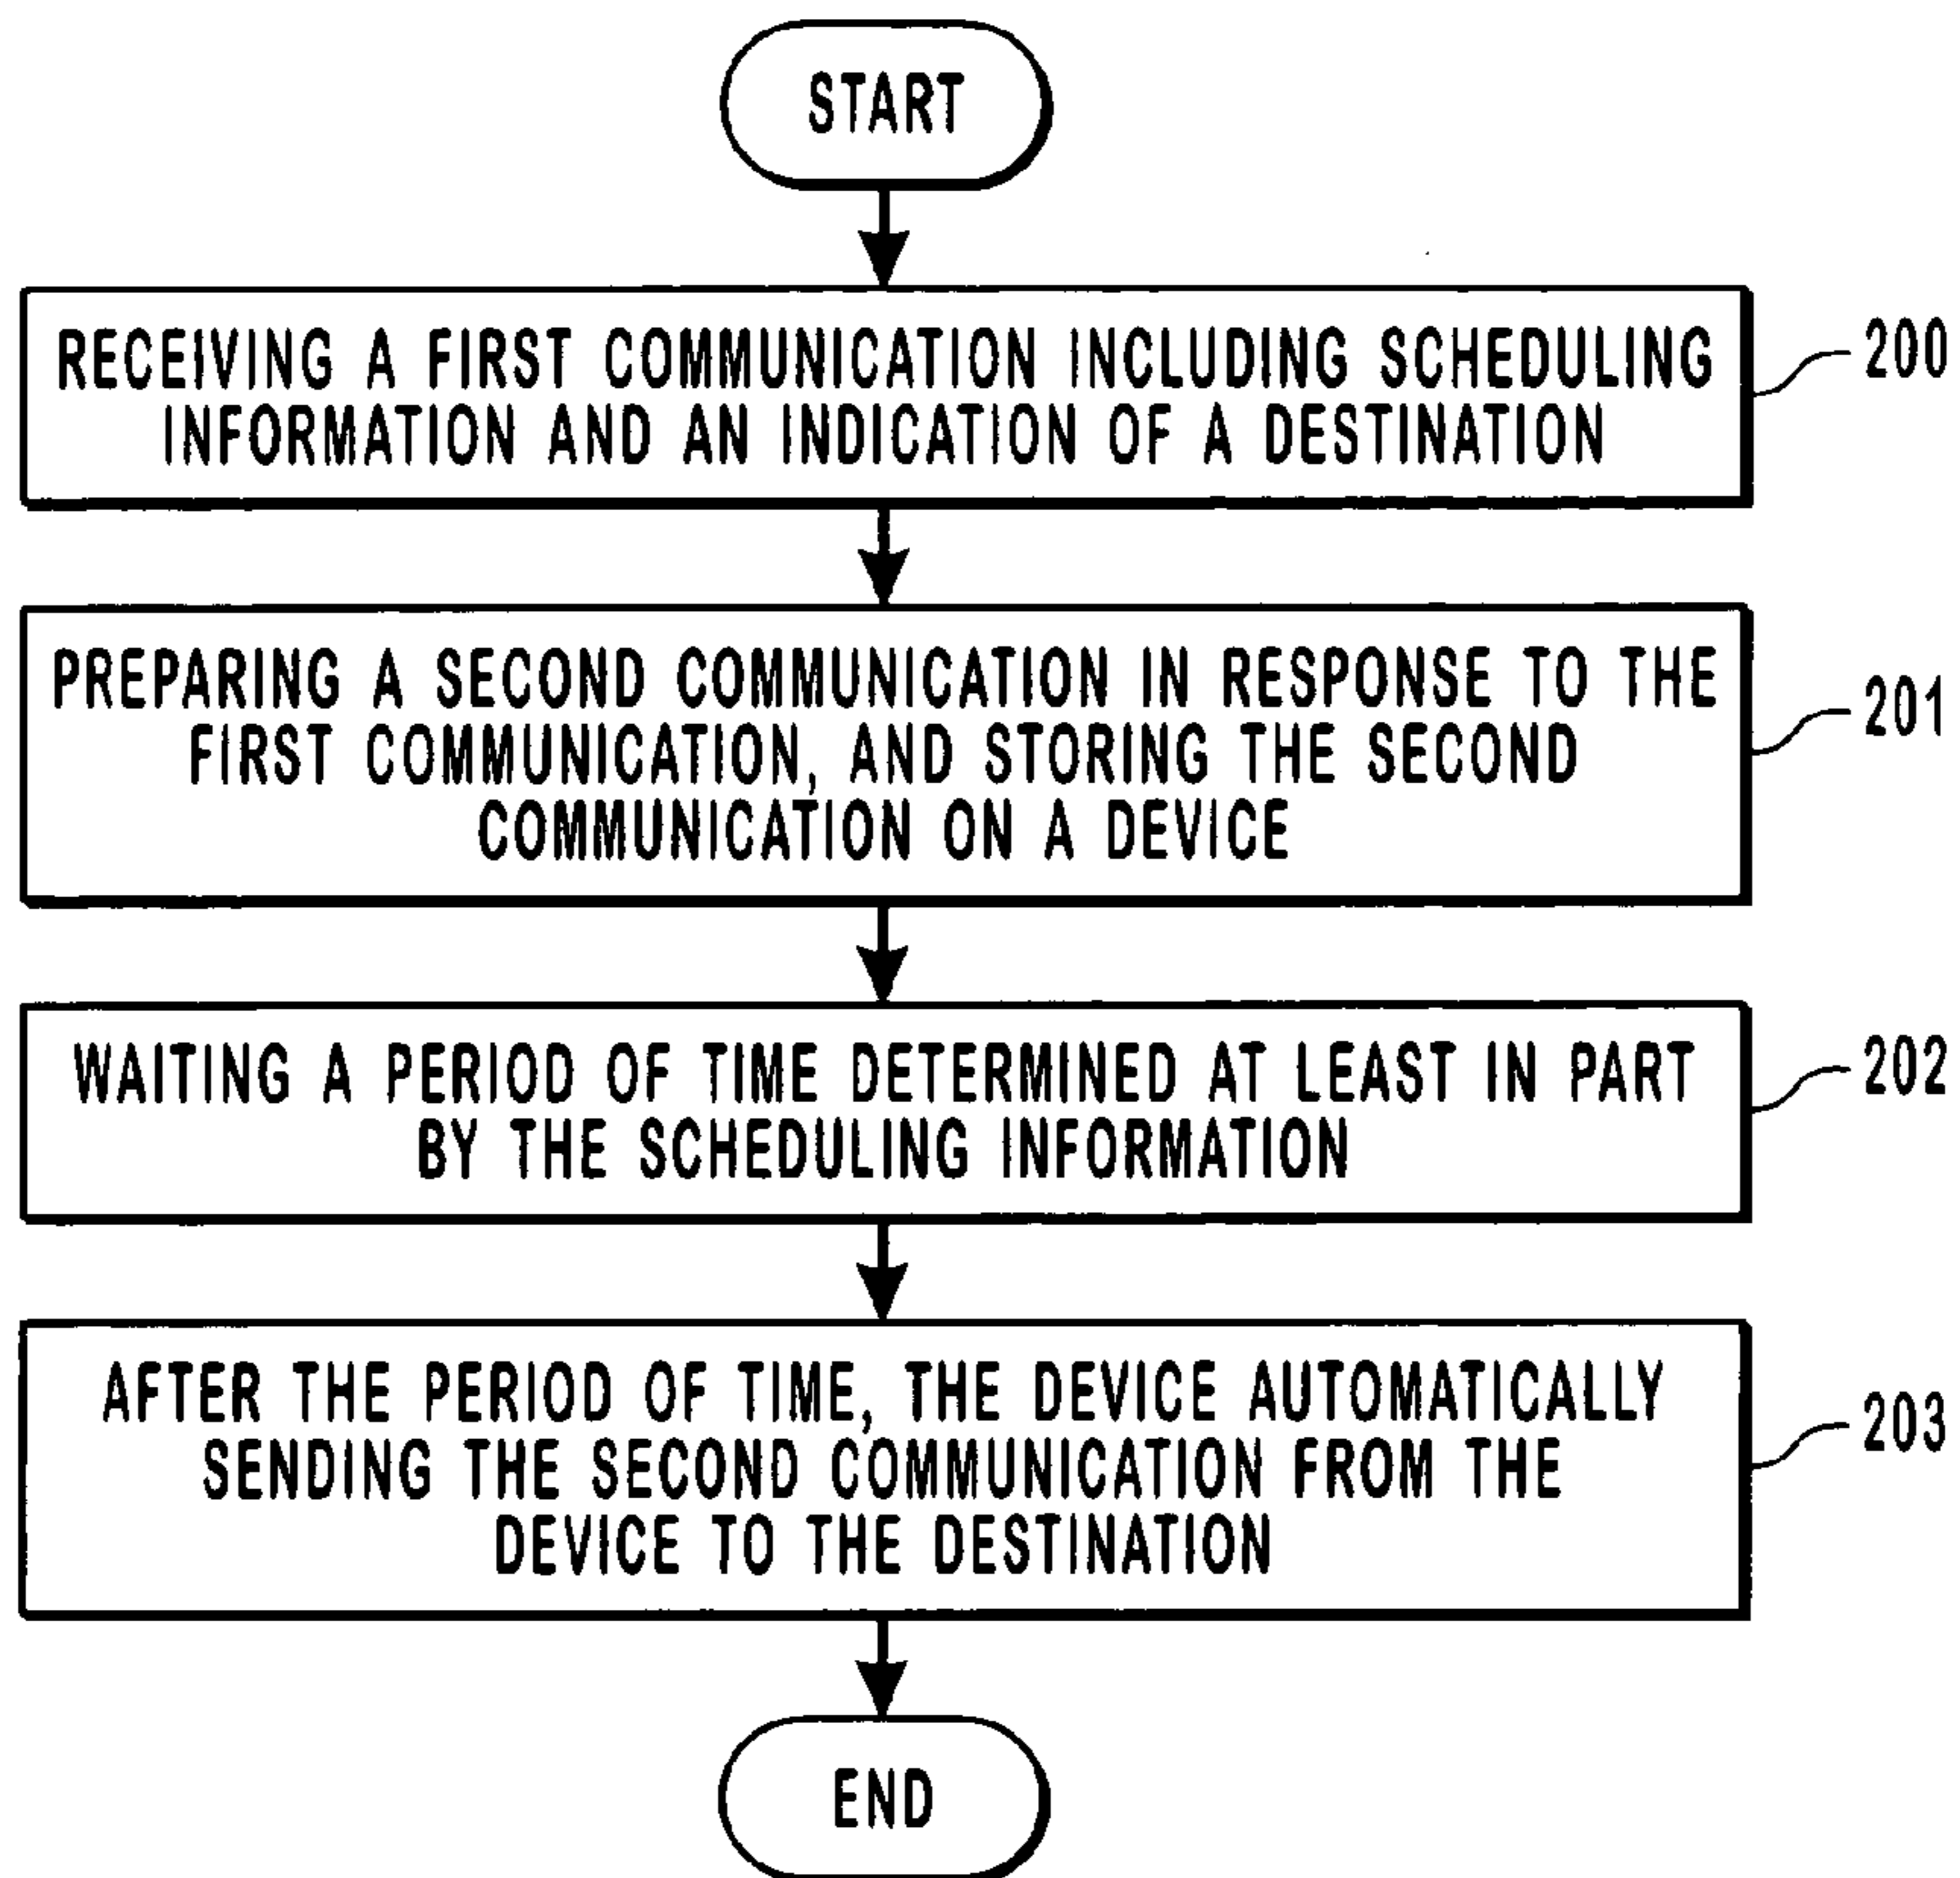 START
RECEIVING A FIRST COMMUNICATION INCLUDING SCHEDULING
INFORMATION AND AN INDICATION OF A DESTINATION
200
PREPARING A SECOND COMMUNICATION IN RESPONSE TO THE
FIRST COMMUNICATION, AND STORING THE SECOND
COMMUNICATION ON A DEVICE
201
WAITING A PERIOD OF TIME DETERMINED AT LEAST IN PART
BY THE SCHEDULING INFORMATION
202
AFTER THE PERIOD OF TIME, THE DEVICE AUTOMATICALLY
SENDING THE SECOND COMMUNICATION FROM THE
DEVICE TO THE DESTINATION
203
END